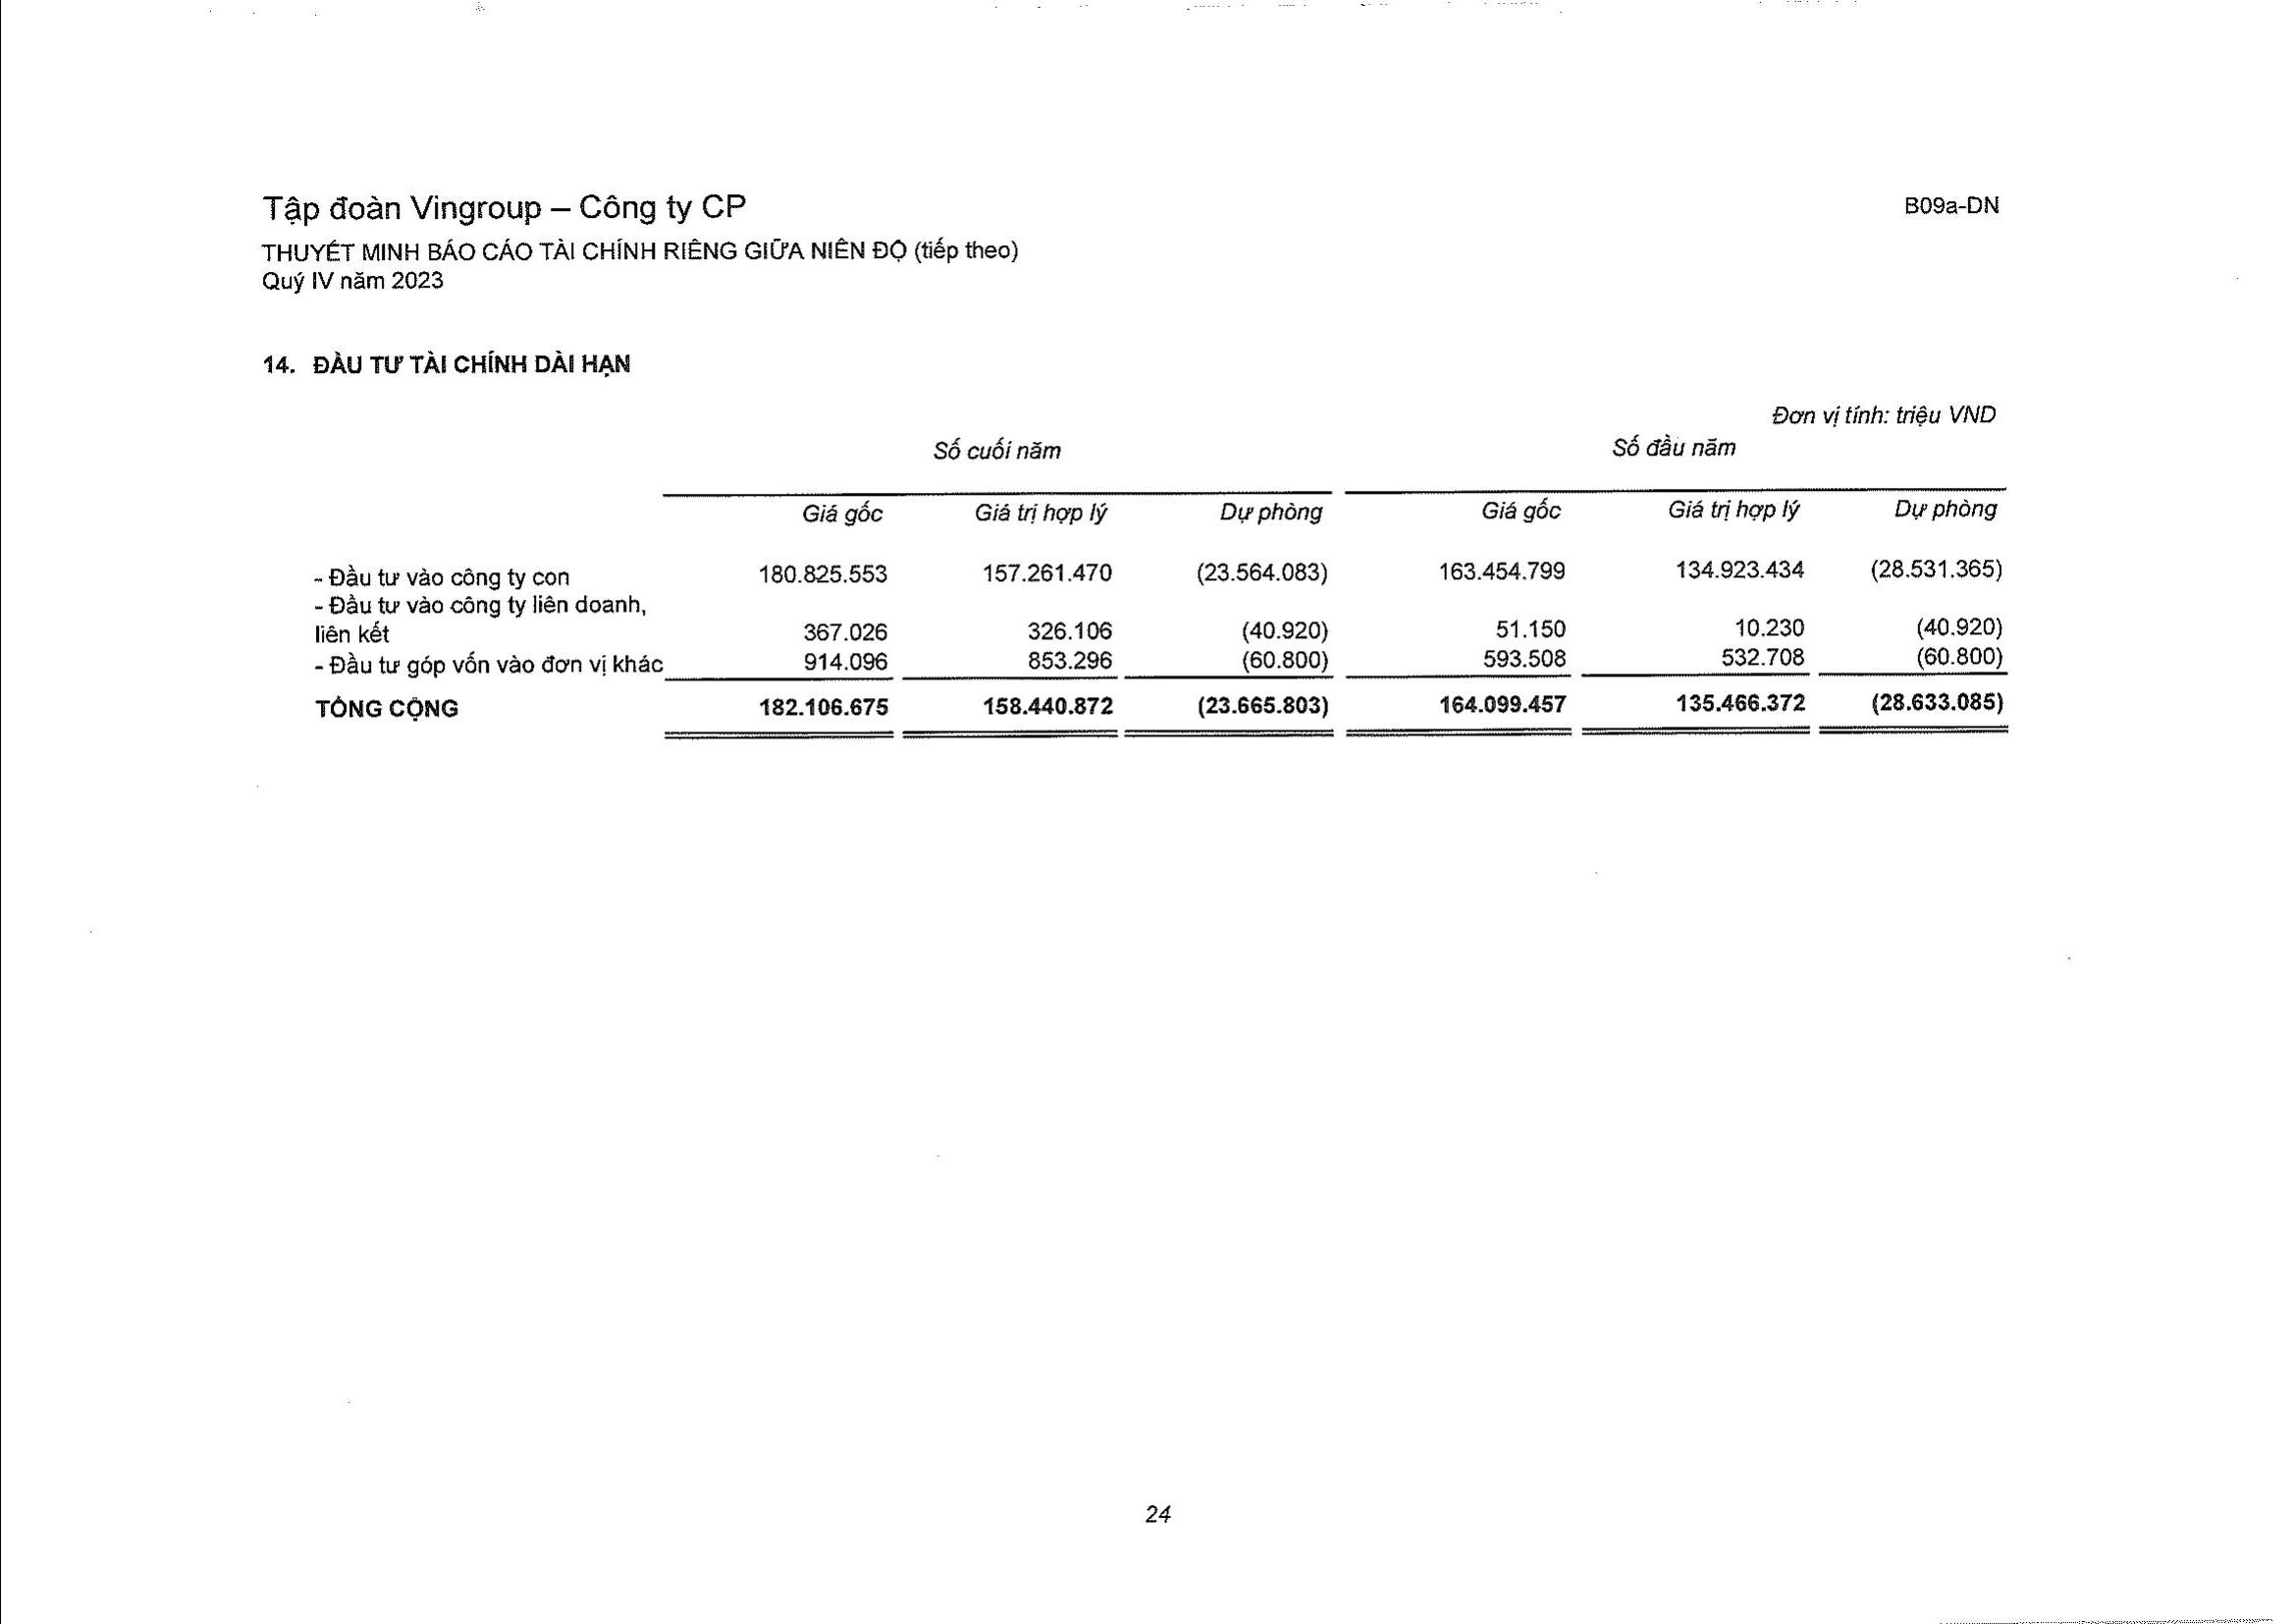 Tập đoàn Vingroup – Công ty CP
B09a-DN
THUYẾT MINH BÁO CÁO TÀI CHÍNH RIÊNG GIỮA NIÊN ĐỘ (tiếp theo)
Quý IV năm 2023
14. ĐẦU TƯ TÀI CHÍNH DÀI HẠN
Đơn vị tính: triệu VND
Số cuối năm Số đầu năm
Giá gốc Giá trị hợp lý Dự phòng Giá gốc Giá trị hợp lý Dự phòng
- Đầu tư vào công ty con 180.825.553 157.261.470 (23.564.083) 163.454.799 134.923.434 (28.531.365)
- Đầu tư vào công ty liên doanh,
liên kết 367.026 326.106 (40.920) 51.150 10.230 (40.920)
- Đầu tư góp vốn vào đơn vị khác 914.096 853.296 (60.800) 593.508 532.708 (60.800)
TỔNG CỘNG 182.106.675 158.440.872 (23.665.803) 164.099.457 135.466.372 (28.633.085)
24